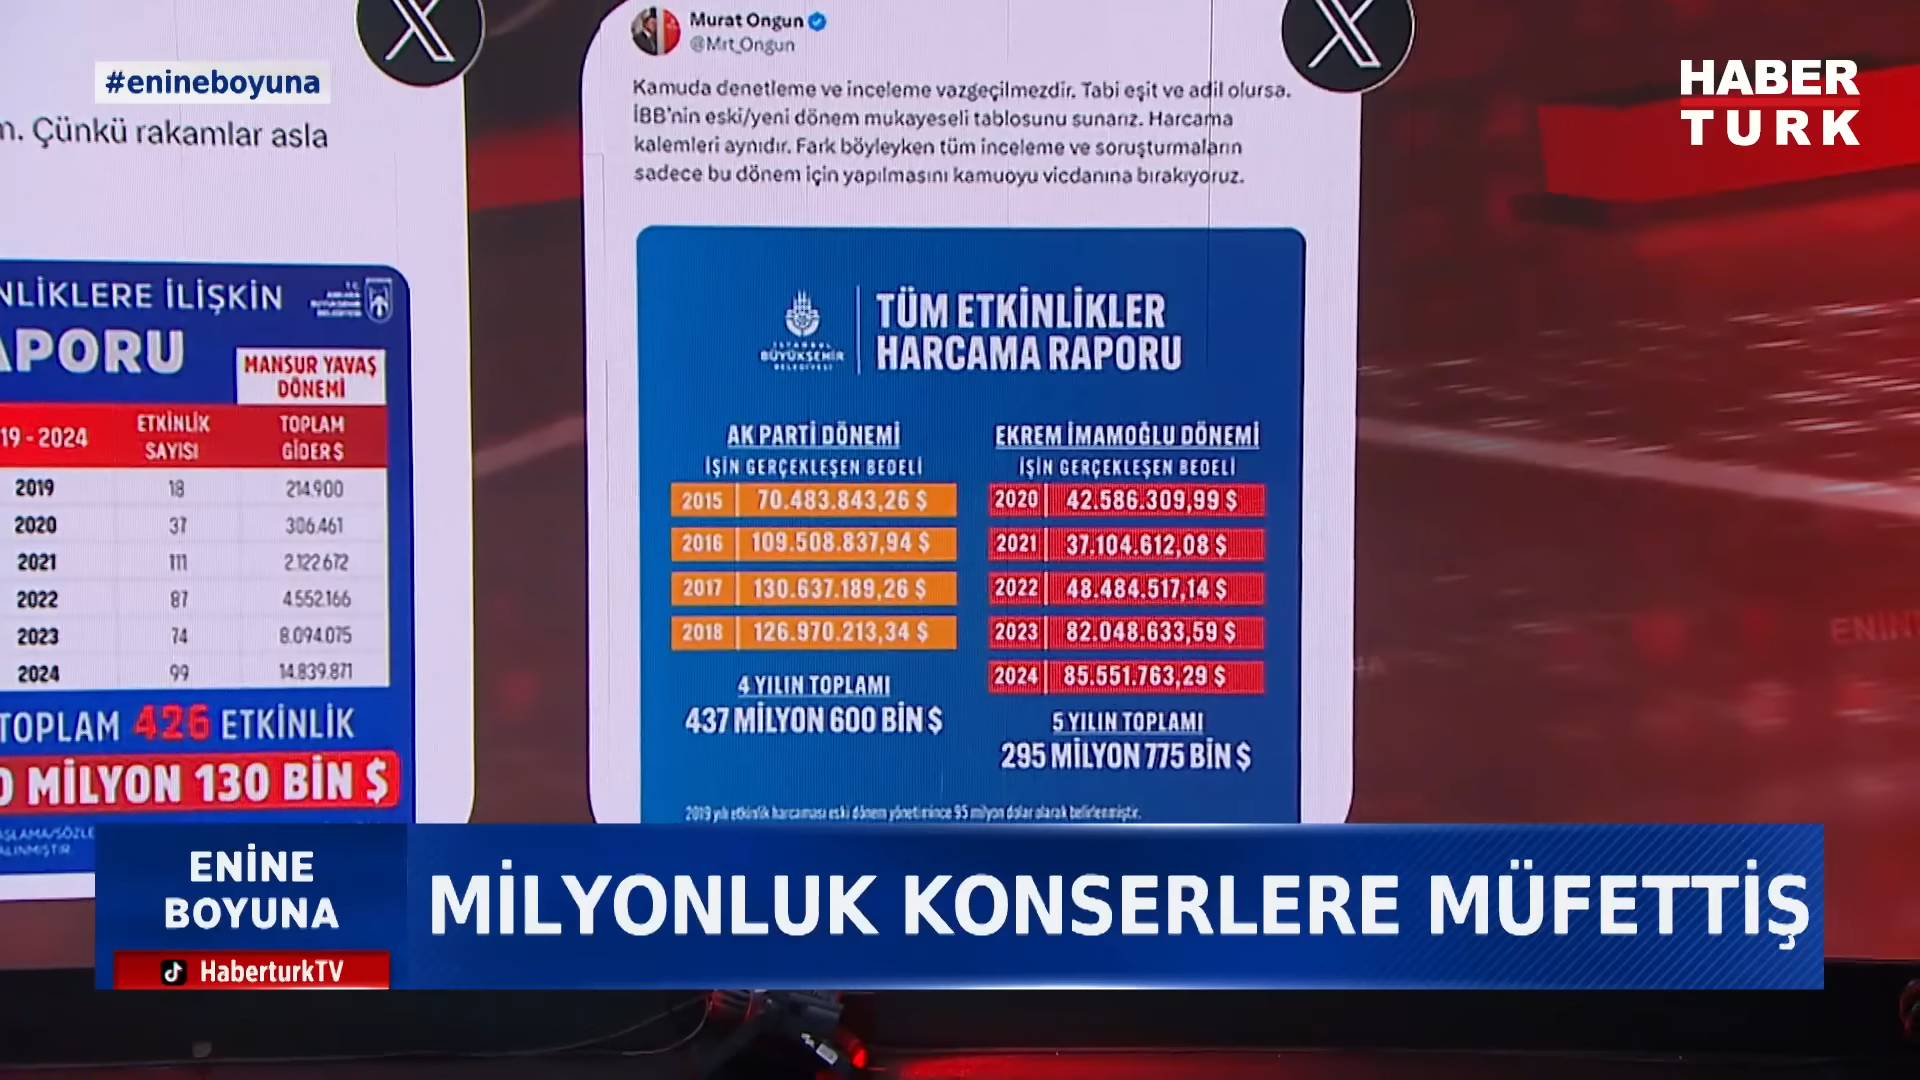 #enineboyuna
HABER
TURK
m. Çünkü rakamlar asla
NLİKLERE İLİŞKİN
APORU
MANSUR YAVAŞ
DÖNEMİ
19 - 2024
ETKİNLİK
SAYISI
TOPLAM
GİDER $
2019 18 214.900
2020 37 306.461
2021 111 2.122.672
2022 87 4.552.166
2023 74 8.094.075
2024 99 14.839.871
TOPLAM 426 ETKİNLİK
0 MİLYON 130 BİN $
Murat Ongun
@Mrt_Ongun
Kamuda denetleme ve inceleme vazgeçilmezdir. Tabi eşit ve adil olursa.
İBB'nin eski/yeni dönem mukayeseli tablosunu sunarız. Harcama
kalemleri aynıdır. Fark böyleyken tüm inceleme ve soruşturmaların
sadece bu dönem için yapılmasını kamuoyu vicdanına bırakıyoruz.
İSTANBUL
BÜYÜKŞEHİR
BELEDİYESİ
TÜM ETKİNLİKLER
HARCAMA RAPORU
AK PARTİ DÖNEMİ
İŞİN GERÇEKLEŞEN BEDELİ
2015 70.483.843,26 $
2016 109.508.837,94 $
2017 130.637.189,26 $
2018 126.970.213,34 $
4 YILIN TOPLAMI
437 MİLYON 600 BİN $
EKREM İMAMOĞLU DÖNEMİ
İŞİN GERÇEKLEŞEN BEDELİ
2020 42.586.309,99 $
2021 37.104.612,08 $
2022 48.484.517,14 $
2023 82.048.633,59 $
2024 85.551.763,29 $
5 YILIN TOPLAMI
295 MİLYON 775 BİN $
2019 yılı etkinlik harcaması eski dönem yönetimince 95 milyon dolar olarak belirlenmiştir.
ENİNE
BOYUNA
HaberturkTV
MİLYONLUK KONSERLERE MÜFETTİŞ